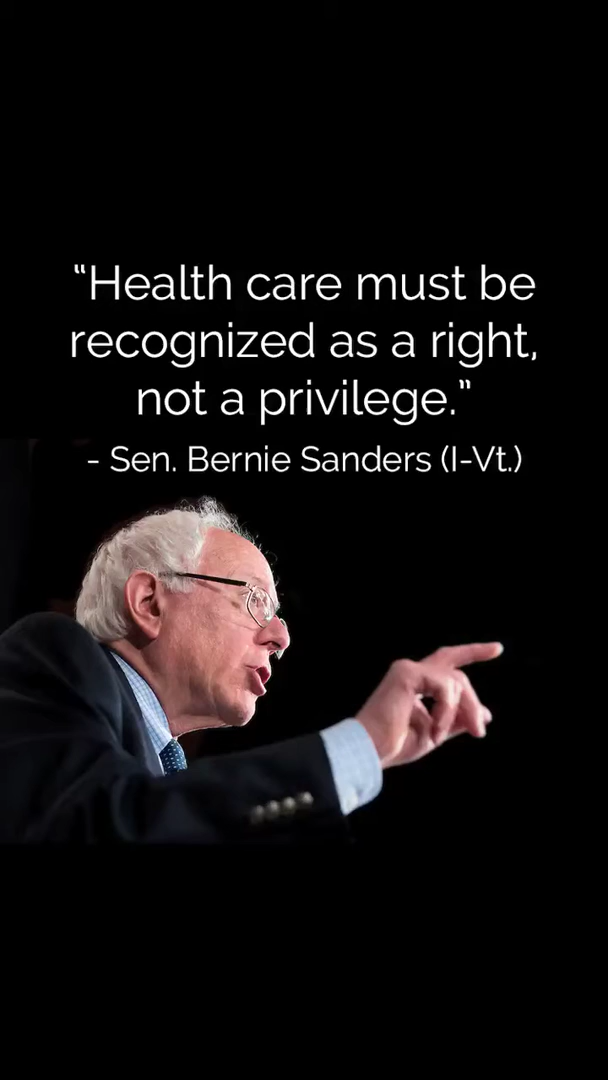 “Health care must be
recognized as a right,
not a privilege.”
- Sen. Bernie Sanders (I-Vt.)